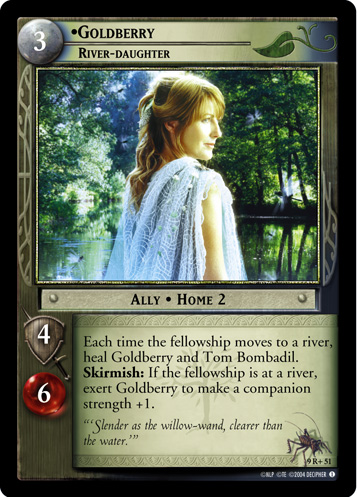 3
•Goldberry
River-daughter
Ally • Home 2
4
6
Each time the fellowship moves to a river,
heal Goldberry and Tom Bombadil.
Skirmish: If the fellowship is at a river,
exert Goldberry to make a companion
strength +1.
“‘Slender as the willow-wand, clearer than
the water.’”
9 R+ 51
©NLP ©TE ©2004 DECIPHER